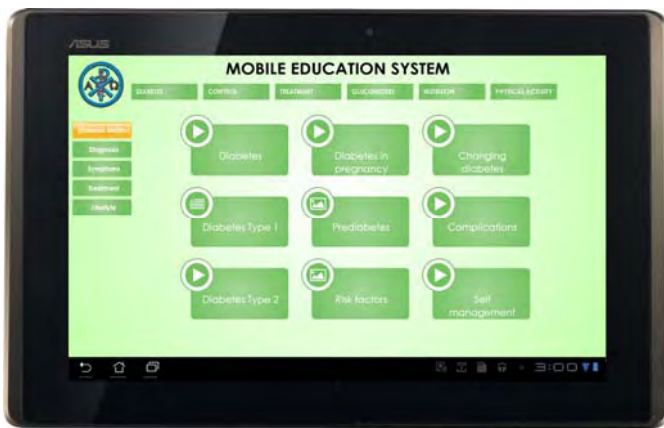 ASUS
MOBILE EDUCATION SYSTEM
DIABETES CONTROL TREATMENT GLUCOMETERS NUTRITION PHYSICAL ACTIVITY
Diagnosis
Symptoms
Treatment
Lifestyle
Diabetes
Diabetes in
pregnancy
Changing
diabetes
Diabetes Type 1
Prediabetes
Complications
Diabetes Type 2
Risk factors
Self
management
3:00